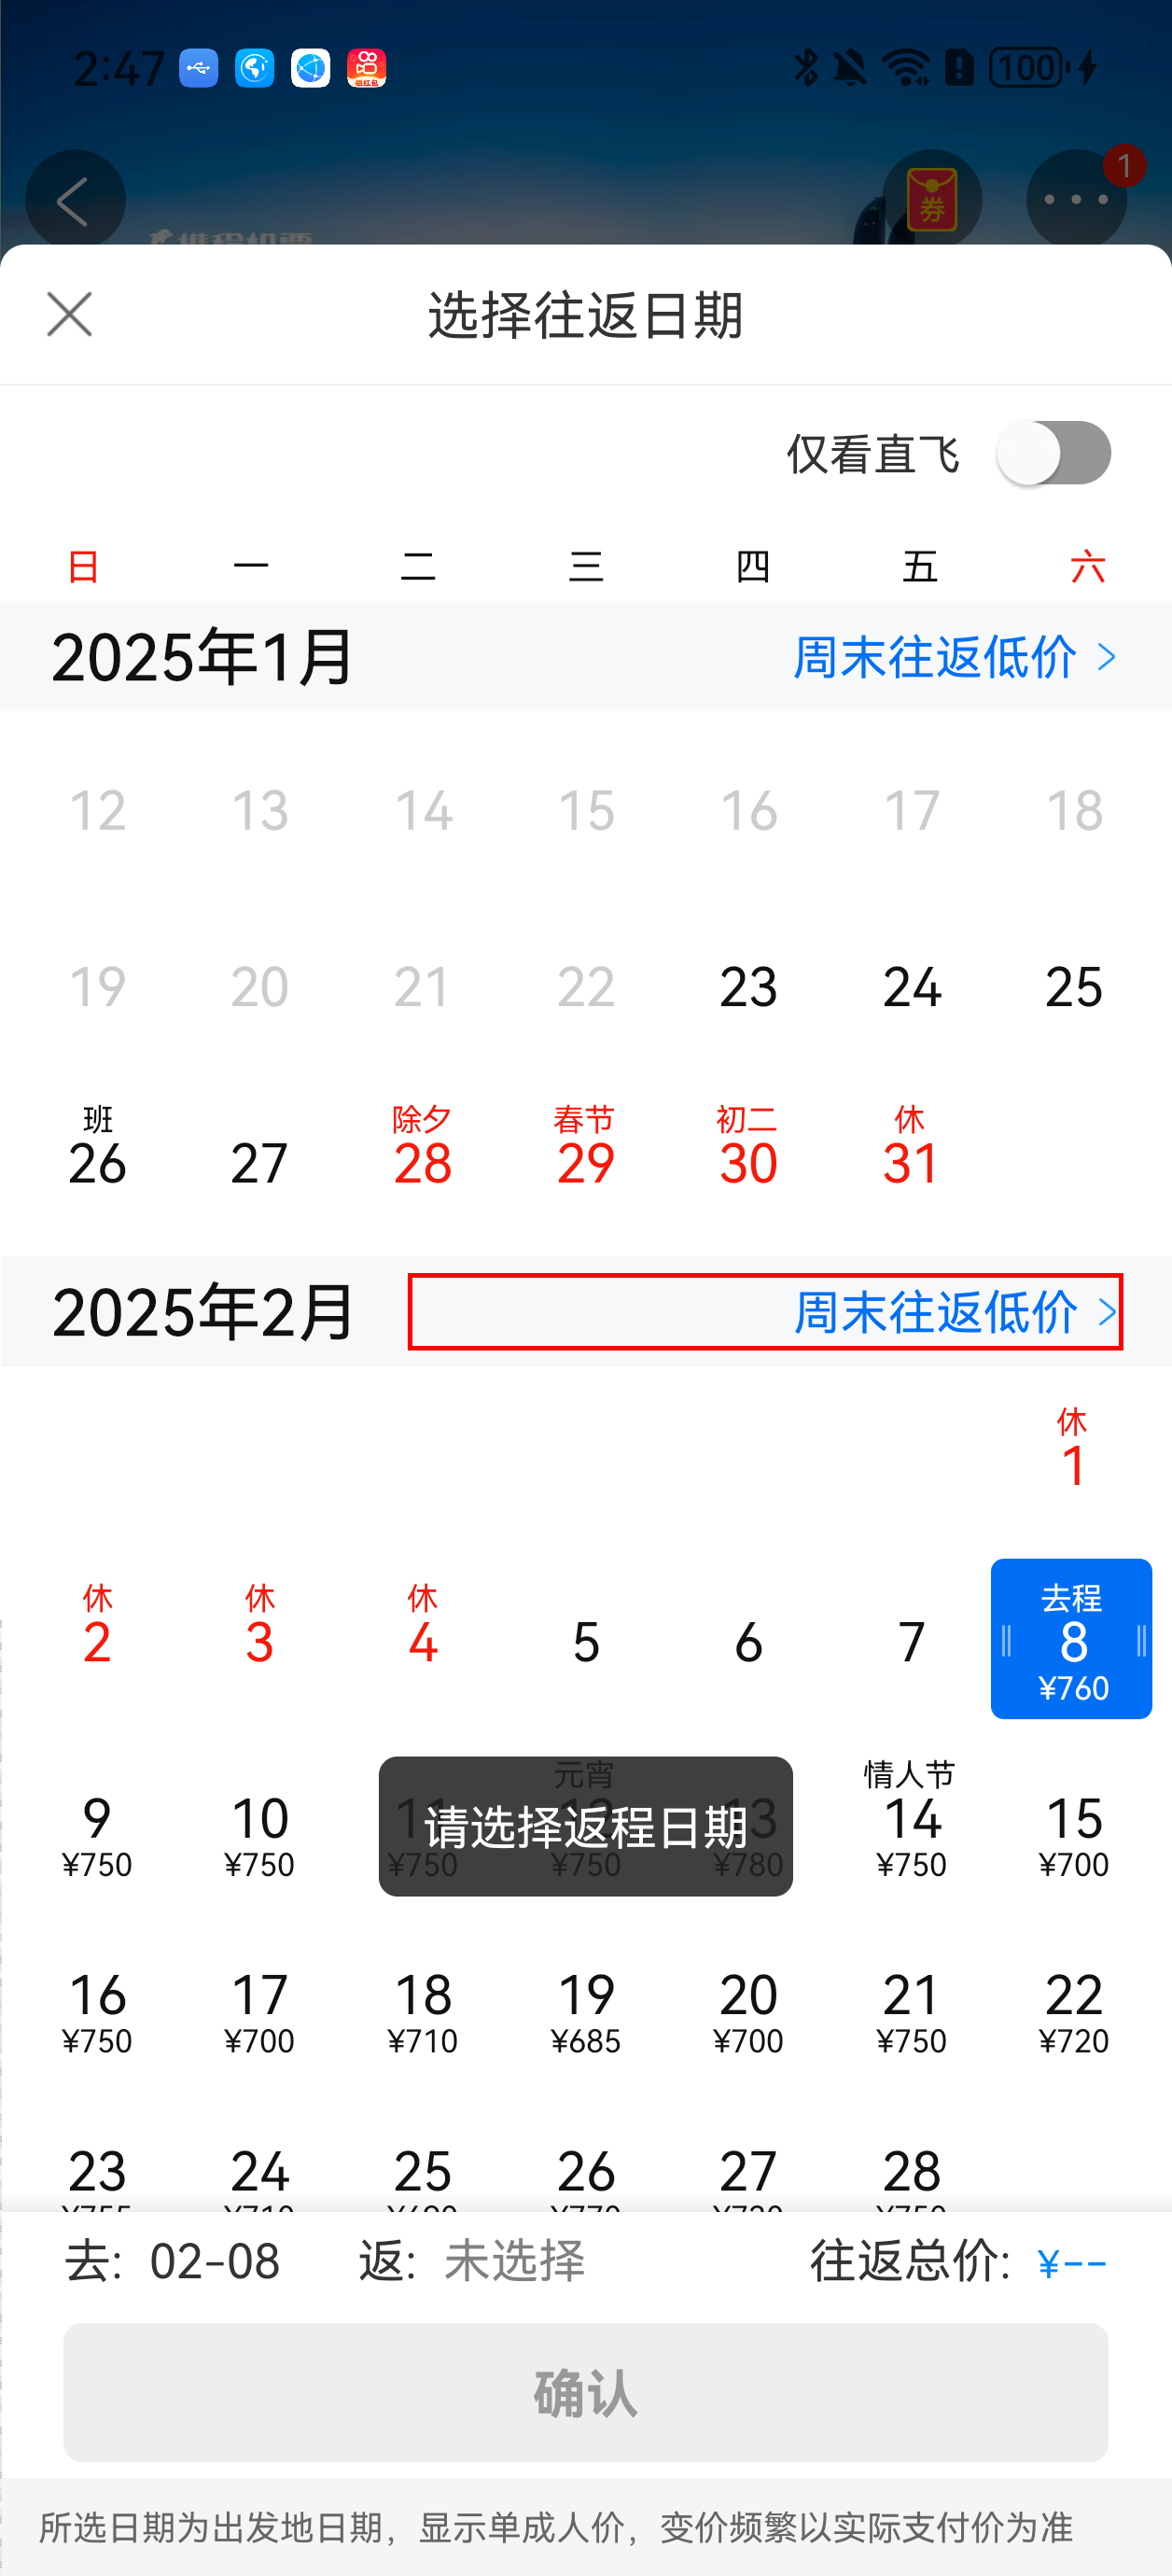 2:47
100
1
券
携程机票
选择往返日期
仅看直飞
日 一 二 三 四 五 六
2025年1月 周末往返低价 >
12 13 14 15 16 17 18
19 20 21 22 23 24 25
班 除夕 春节 初二 休
26 27 28 29 30 31
2025年2月 周末往返低价 >
休
1
休 休 休 去程
2 3 4 5 6 7 8
¥760
元宵 情人节
9 10 11 12 13 14 15
¥750 ¥750 ¥750 ¥750 ¥780 ¥750 ¥700
请选择返程日期
16 17 18 19 20 21 22
¥750 ¥700 ¥710 ¥685 ¥700 ¥750 ¥720
23 24 25 26 27 28
去: 02-08 返: 未选择 往返总价: ¥--
确认
所选日期为出发地日期，显示单成人价，变价频繁以实际支付价为准